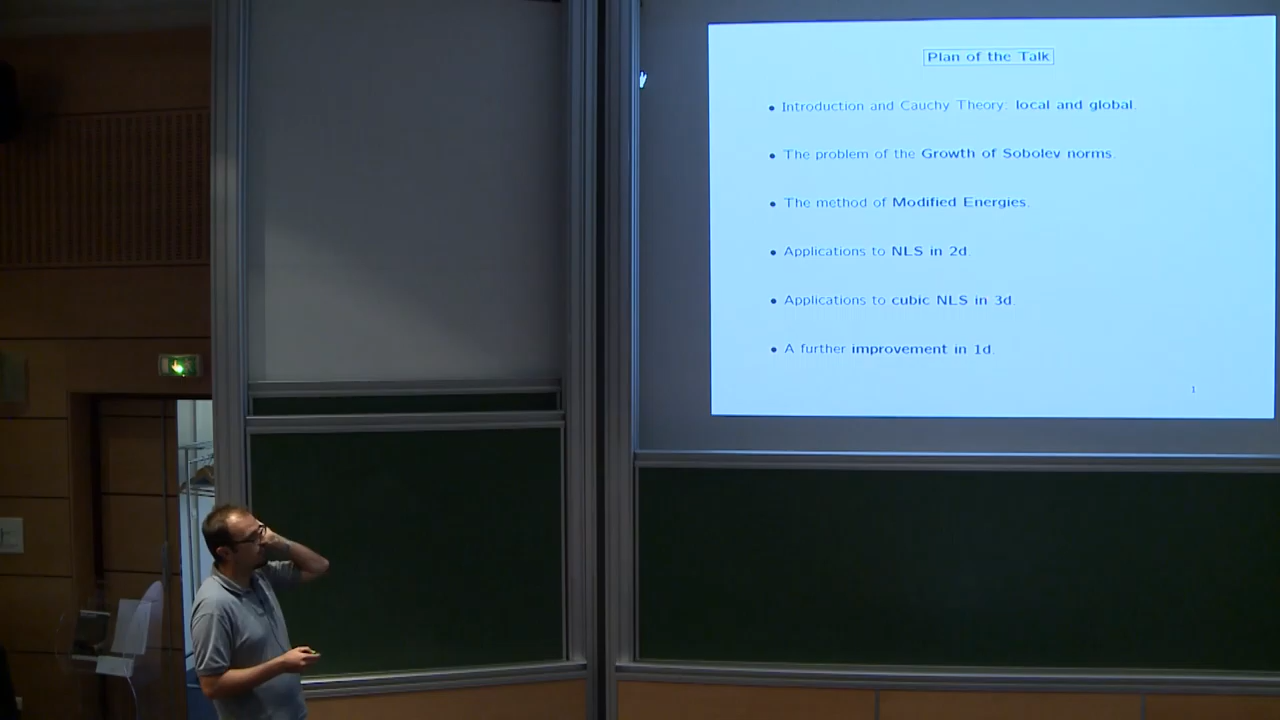 Plan of the Talk
• Introduction and Cauchy Theory: local and global.
• The problem of the Growth of Sobolev norms.
• The method of Modified Energies.
• Applications to NLS in 2d.
• Applications to cubic NLS in 3d.
• A further improvement in 1d.
1